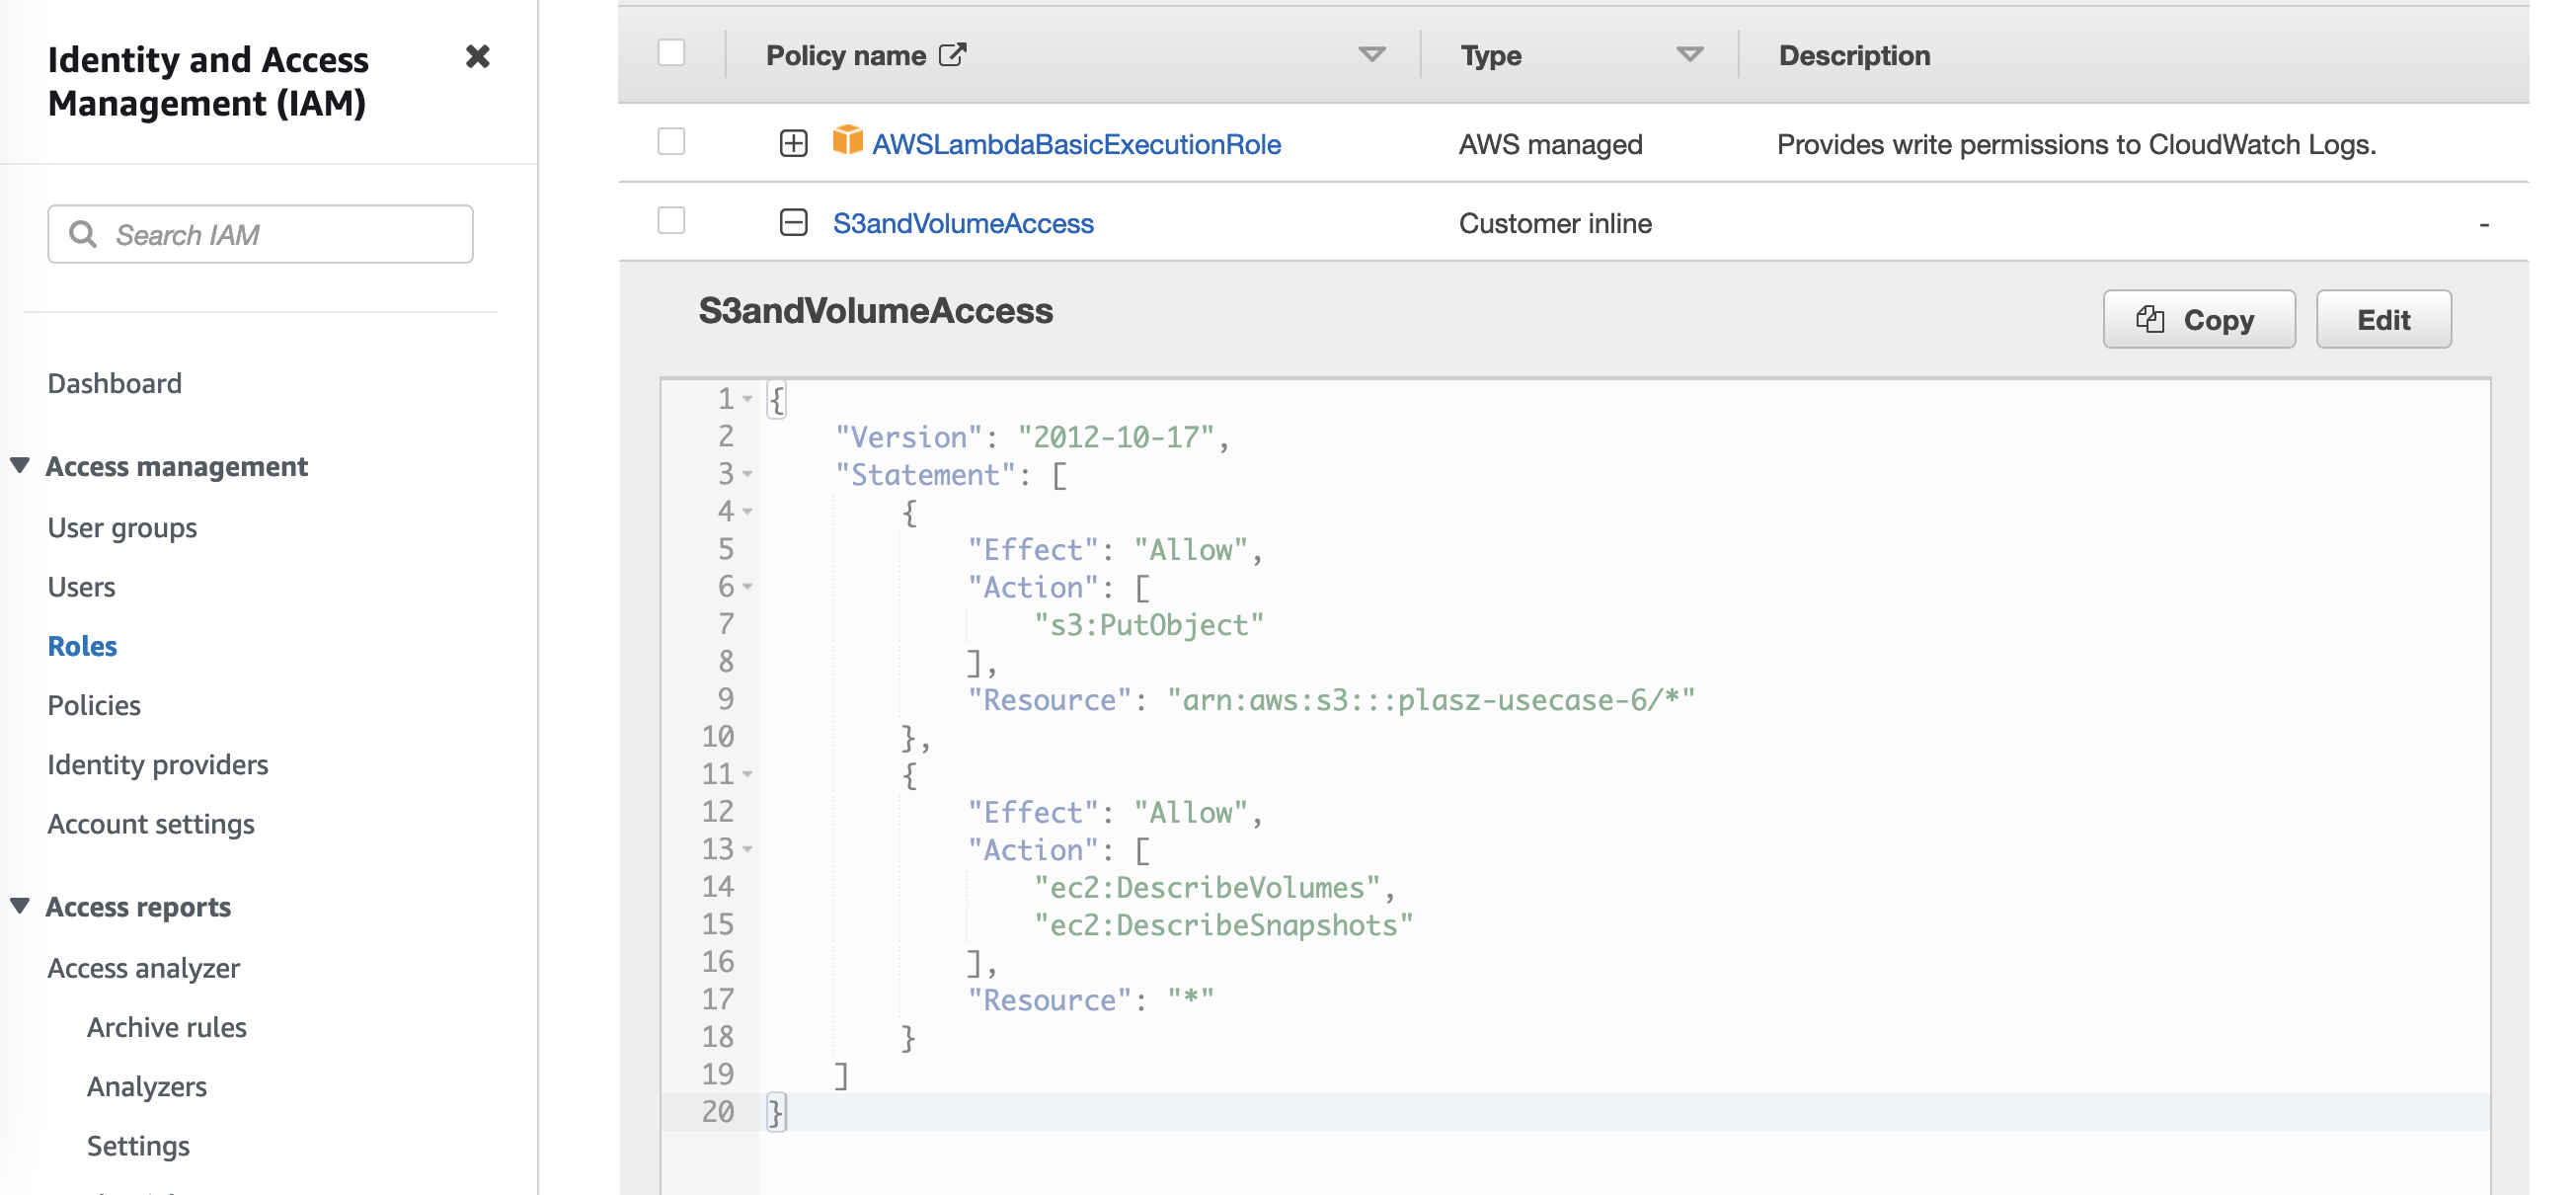 Identity and Access
Management (IAM)
Search IAM
Dashboard
Access management
User groups
Users
Roles
Policies
Identity providers
Account settings
Access reports
Access analyzer
Archive rules
Analyzers
Settings
Policy name Type Description
AWSLambdaBasicExecutionRole AWS managed Provides write permissions to CloudWatch Logs.
S3andVolumeAccess Customer inline -
S3andVolumeAccess
Copy Edit
1 {
2 "Version": "2012-10-17",
3 "Statement": [
4 {
5 "Effect": "Allow",
6 "Action": [
7 "s3:PutObject"
8 ],
9 "Resource": "arn:aws:s3:::plasz-usecase-6/*"
10 },
11 {
12 "Effect": "Allow",
13 "Action": [
14 "ec2:DescribeVolumes",
15 "ec2:DescribeSnapshots"
16 ],
17 "Resource": "*"
18 }
19 ]
20 }